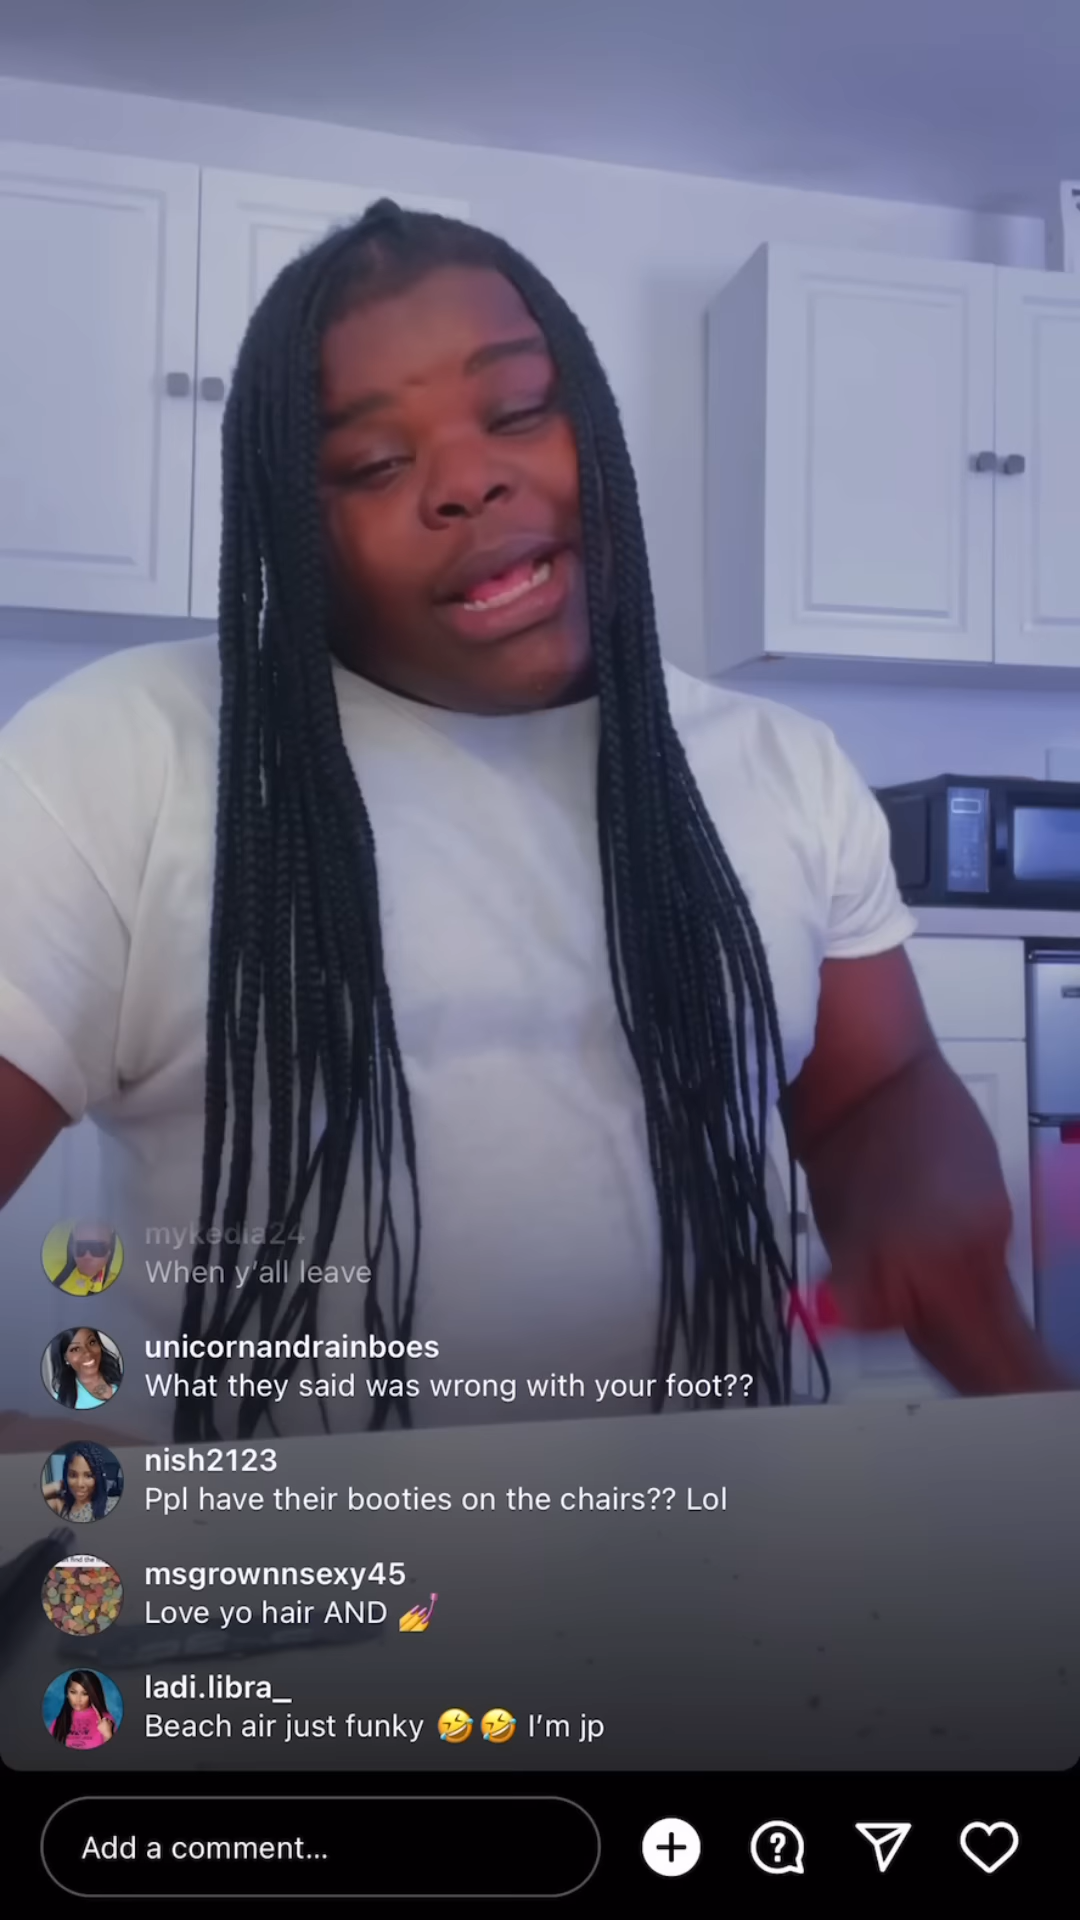 mykedia24
When y’all leave
unicornandrainboes
What they said was wrong with your foot??
nish2123
Ppl have their booties on the chairs?? Lol
msgrownnsexy45
Love yo hair AND 💅
ladi.libra_
Beach air just funky 🤣🤣 I’m jp
Add a comment...